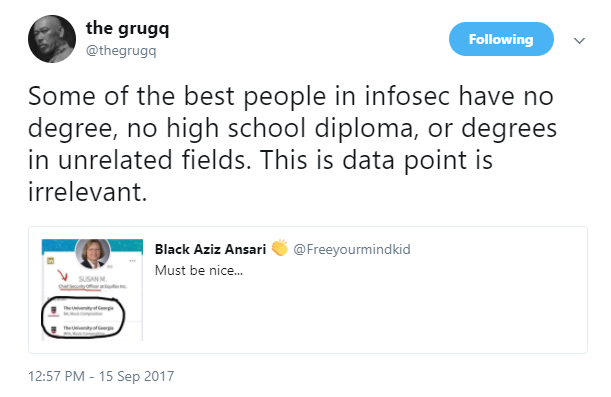 the grugq
@thegrugq
Following
Some of the best people in infosec have no
degree, no high school diploma, or degrees
in unrelated fields. This is data point is
irrelevant.
Black Aziz Ansari 👏 @Freeyourmindkid
Must be nice...
SUSAN M.
Chief Security Officer at Equifax Inc.
The University of Georgia
Music Composition
The University of Georgia
MFA, Music Composition
12:57 PM - 15 Sep 2017